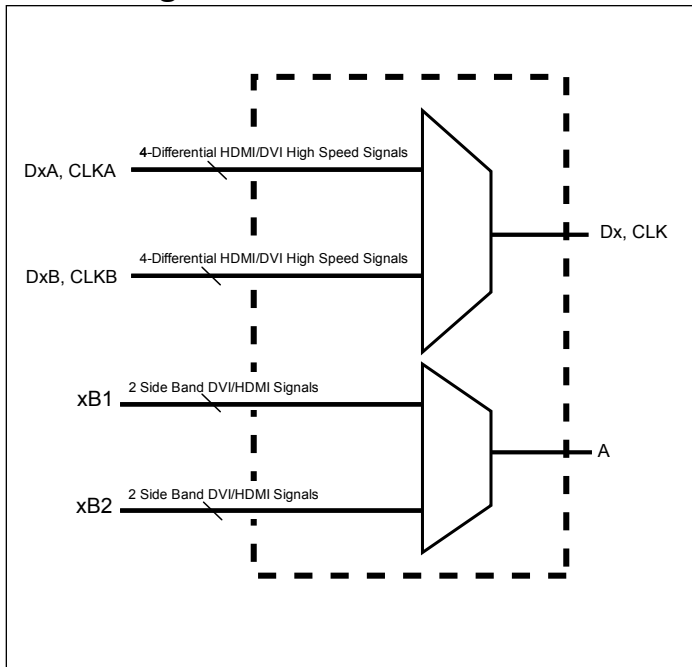 4-Differential HDMI/DVI High Speed Signals
DxA, CLKA
Dx, CLK
4-Differential HDMI/DVI High Speed Signals
DxB, CLKB
2 Side Band DVI/HDMI Signals
xB1
A
2 Side Band DVI/HDMI Signals
xB2